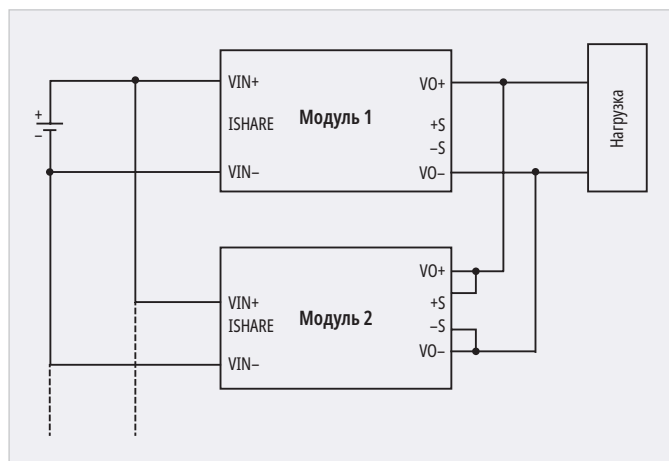 VIN+
VO+
+
ISHARE
Модуль 1
+S
–
–S
VIN–
VO–
Нагрузка
VO+
VIN+
+S
ISHARE
Модуль 2
–S
VO–
VIN–